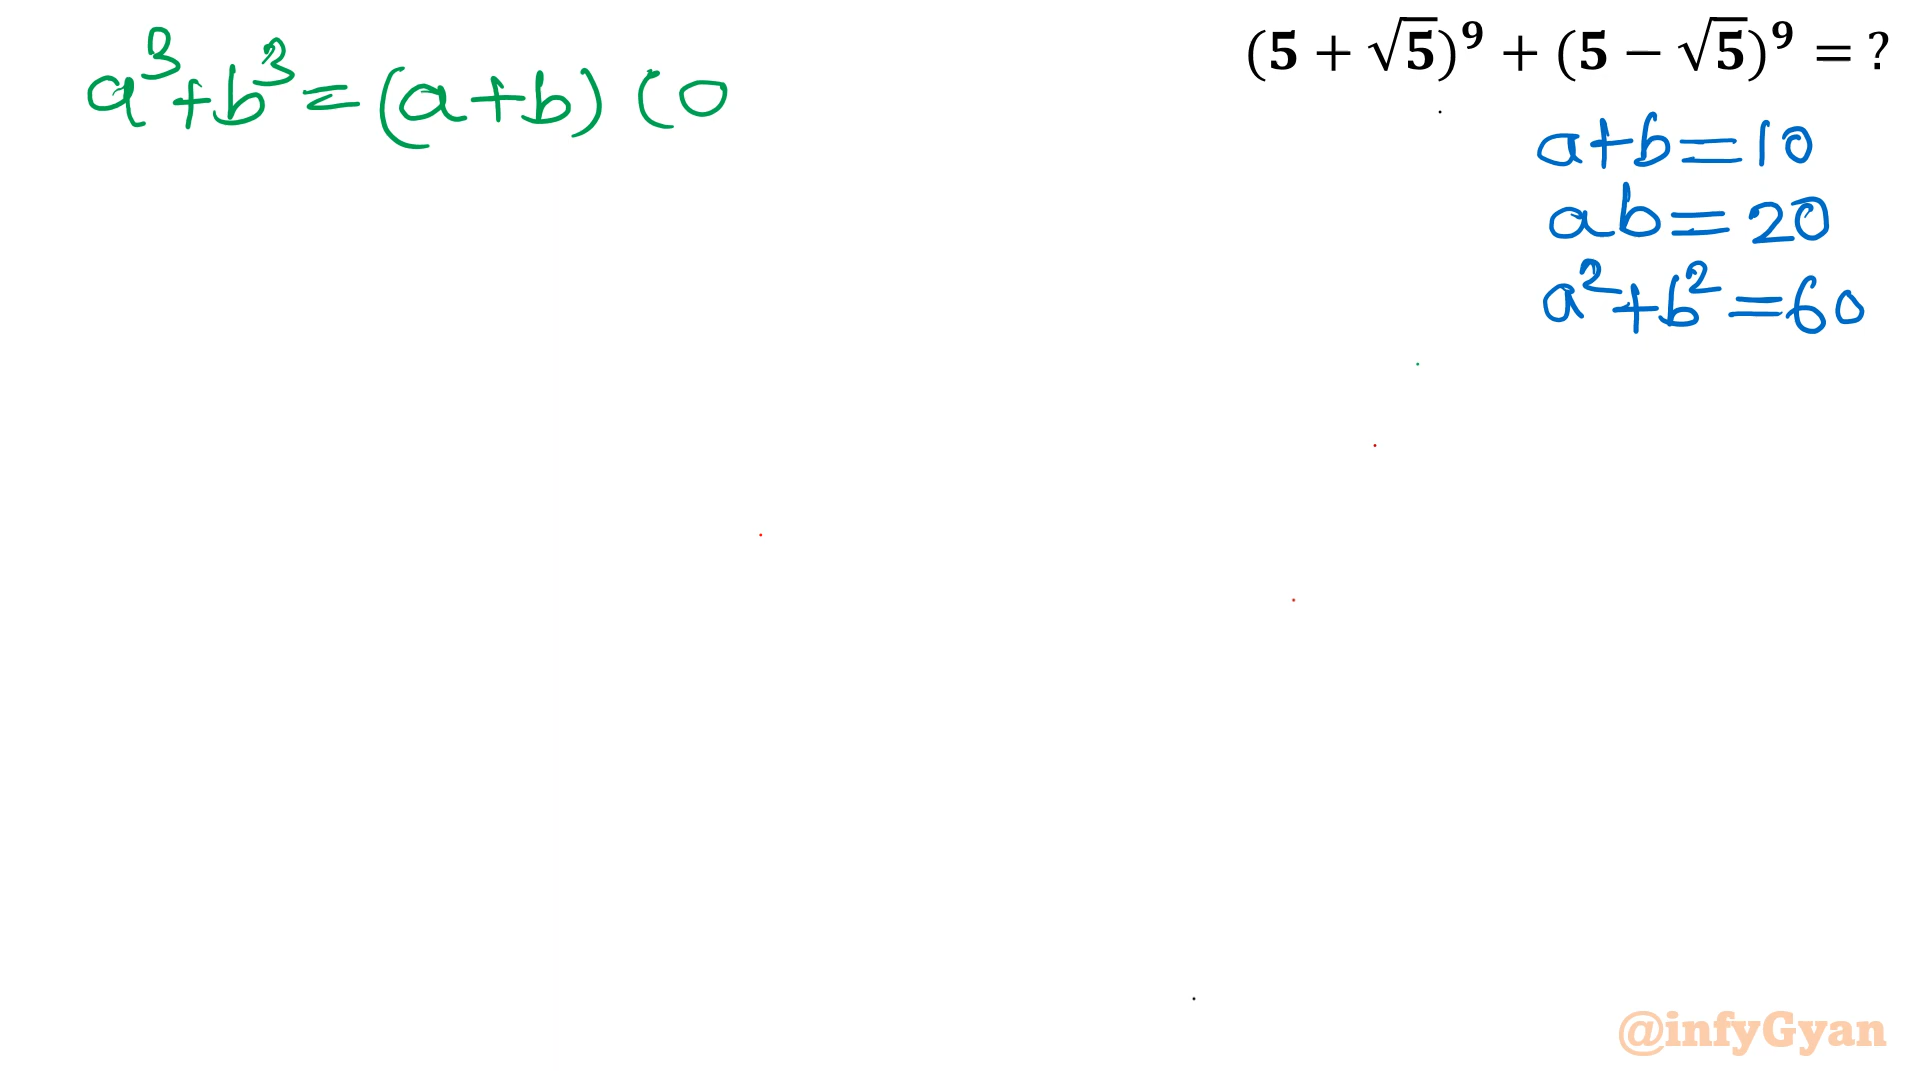 (5 + √5)⁹ + (5 − √5)⁹ = ?
a³+b³=(a+b)(a
a+b=10
ab=20
a²+b²=60
@infyGyan